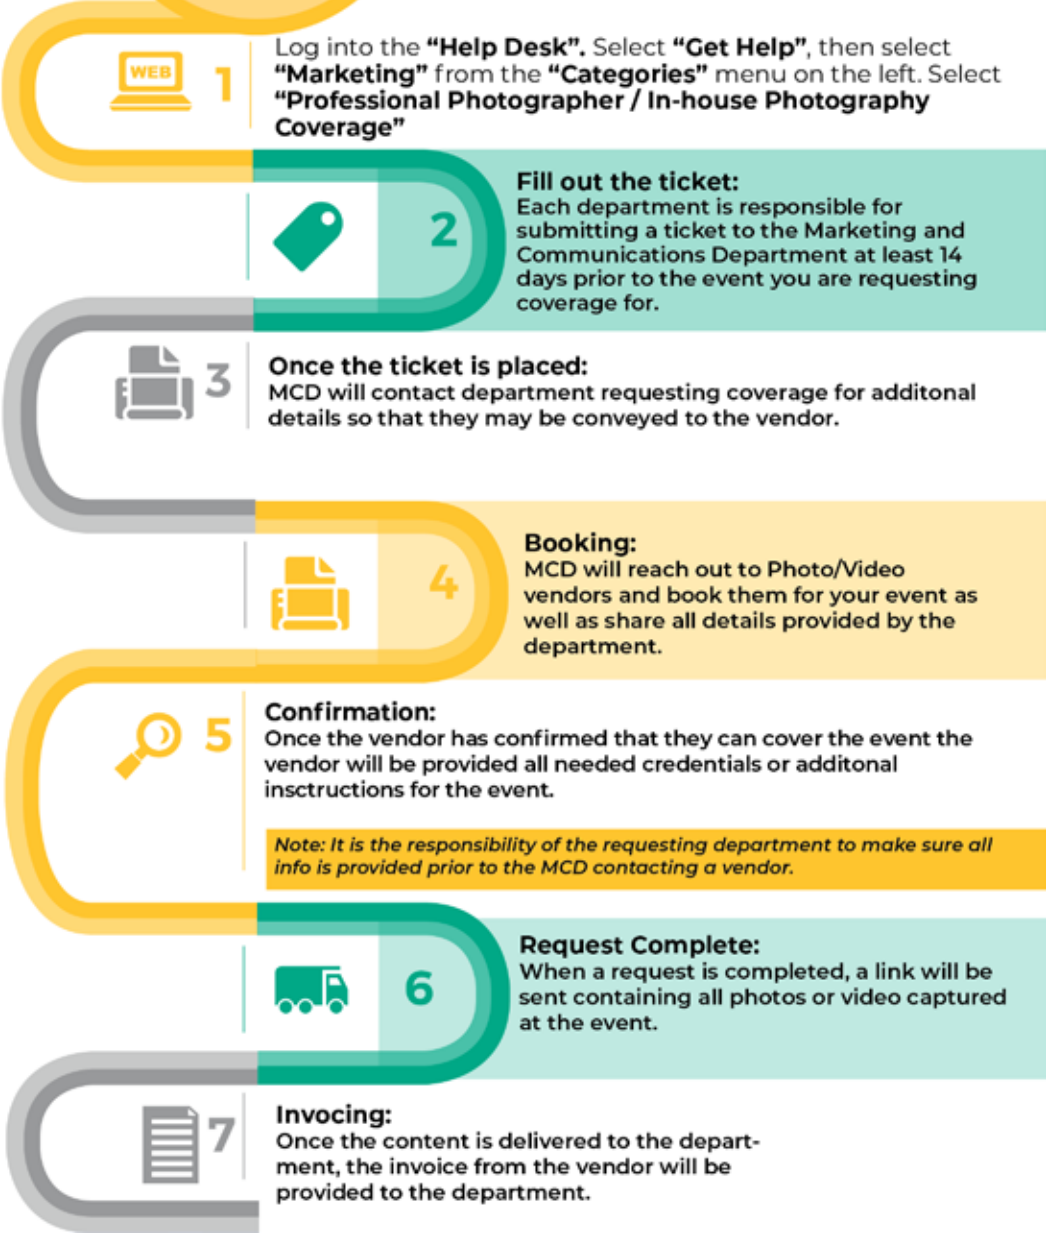 WEB
1
Log into the “Help Desk”. Select “Get Help”, then select
“Marketing” from the “Categories” menu on the left. Select
“Professional Photographer / In-house Photography
Coverage”
2
Fill out the ticket:
Each department is responsible for
submitting a ticket to the Marketing and
Communications Department at least 14
days prior to the event you are requesting
coverage for.
3
Once the ticket is placed:
MCD will contact department requesting coverage for additonal
details so that they may be conveyed to the vendor.
4
Booking:
MCD will reach out to Photo/Video
vendors and book them for your event as
well as share all details provided by the
department.
5
Confirmation:
Once the vendor has confirmed that they can cover the event the
vendor will be provided all needed credentials or additonal
insctructions for the event.
Note: It is the responsibility of the requesting department to make sure all
info is provided prior to the MCD contacting a vendor.
6
Request Complete:
When a request is completed, a link will be
sent containing all photos or video captured
at the event.
7
Invocing:
Once the content is delivered to the depart-
ment, the invoice from the vendor will be
provided to the department.